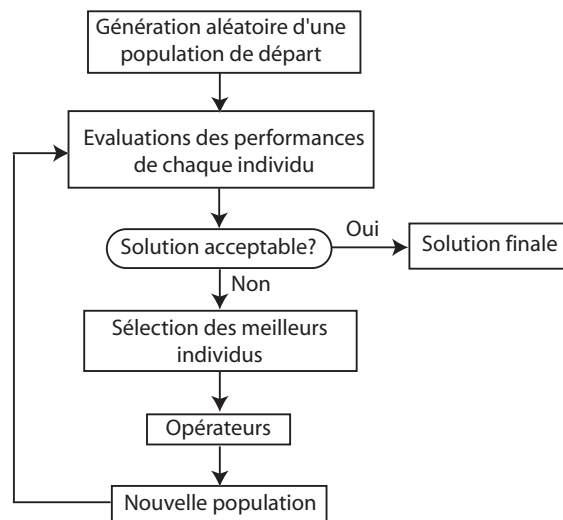 Génération aléatoire d'une
population de départ
Evaluations des performances
de chaque individu
Solution acceptable?
Oui
Solution finale
Non
Sélection des meilleurs
individus
Opérateurs
Nouvelle population